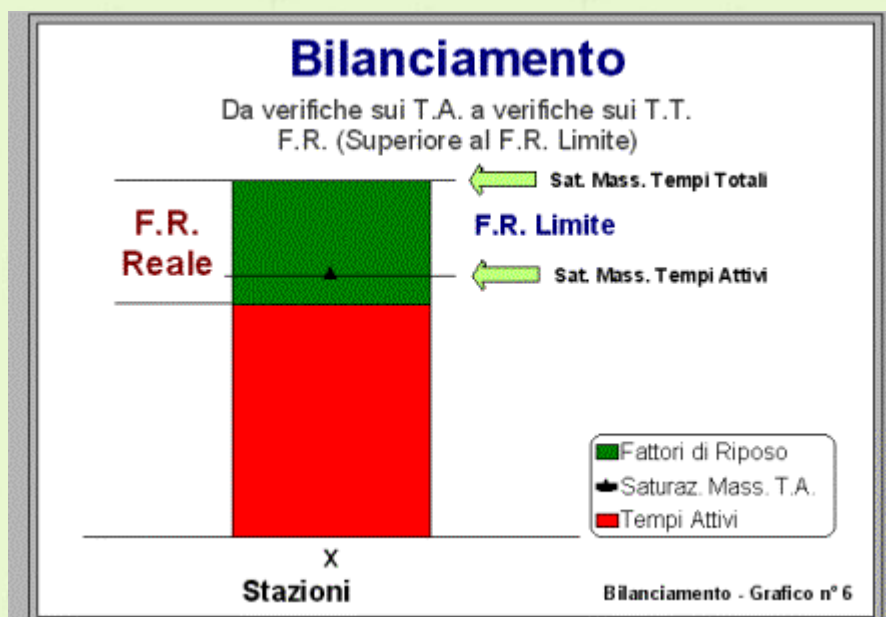 Bilanciamento
Da verifiche sui T.A. a verifiche sui T.T.
F.R. (Superiore al F.R. Limite)
Sat. Mass. Tempi Totali
F.R.
Reale
F.R. Limite
Sat. Mass. Tempi Attivi
Fattori di Riposo
Saturaz. Mass. T.A.
Tempi Attivi
X
Stazioni
Bilanciamento - Grafico n° 6